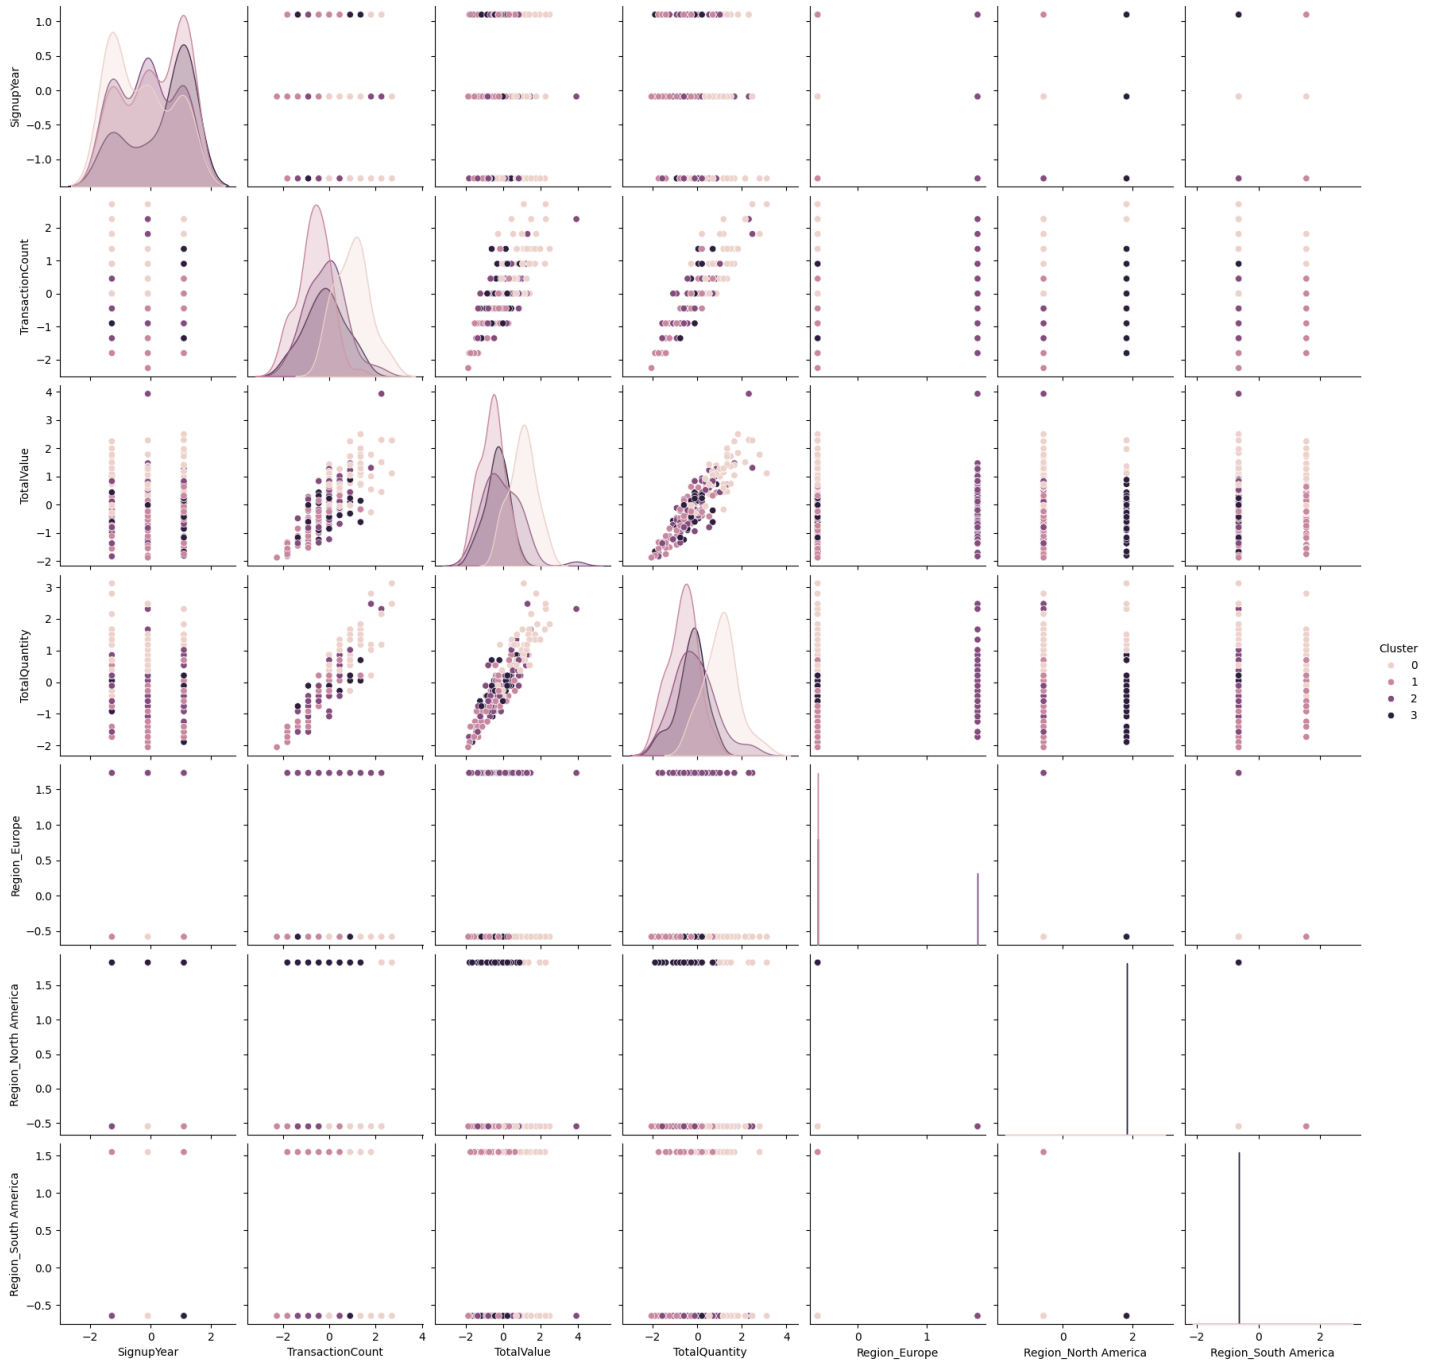 1.0
0.5
0.0
−0.5
−1.0
SignupYear
2
1
0
−1
−2
TransactionCount
4
3
2
1
0
−1
−2
TotalValue
3
2
1
0
−1
−2
TotalQuantity
Cluster
0
1
2
3
1.5
1.0
0.5
0.0
−0.5
Region_Europe
1.5
1.0
0.5
0.0
−0.5
Region_North America
1.5
1.0
0.5
0.0
−0.5
Region_South America
−2 0 2
−2 0 2 4
−2 0 2 4
−2 0 2 4
0 1
0 2
−2 0 2
SignupYear
TransactionCount
TotalValue
TotalQuantity
Region_Europe
Region_North America
Region_South America